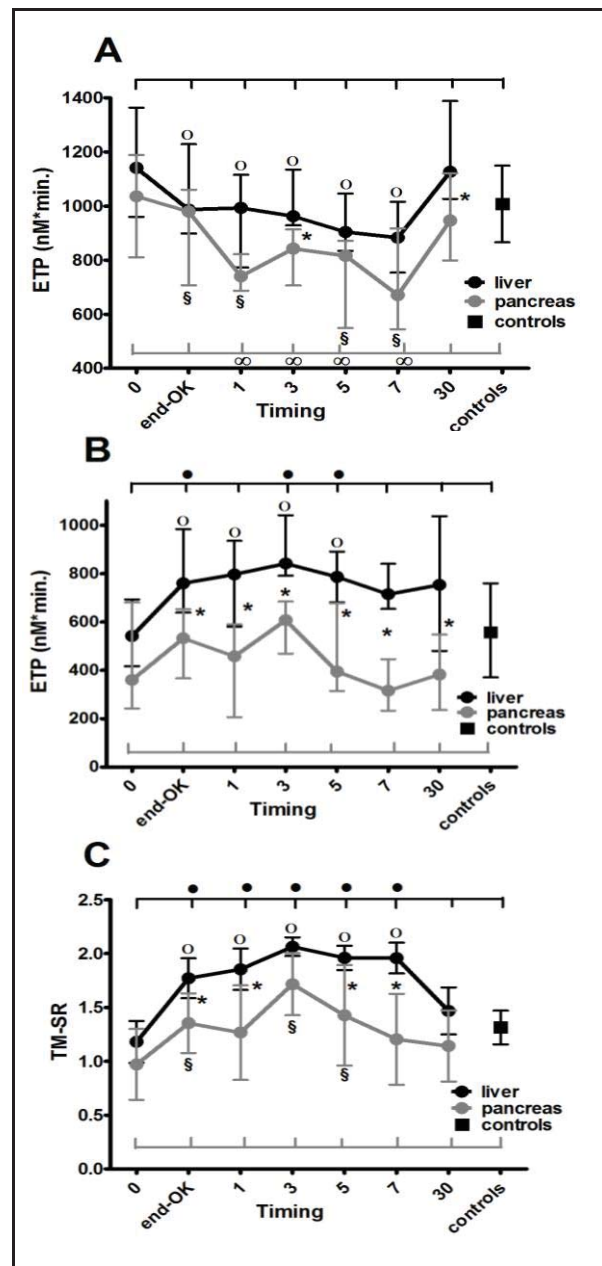 A
1400
1200
1000
800
600
400
ETP (nM*min.)
O O O O O
* *
§ § § §
liver
pancreas
controls
∞ ∞ ∞ ∞
0 end-OK 1 3 5 7 30 controls
Timing
B
• • •
1000
800
600
400
200
0
ETP (nM*min.)
O O O O
* * * * * *
liver
pancreas
controls
0 end-OK 1 3 5 7 30 controls
Timing
C
• • • • •
2.5
2.0
1.5
1.0
0.5
0.0
TM-SR
O O O O O
* * * *
§ § §
liver
pancreas
controls
0 end-OK 1 3 5 7 30 controls
Timing